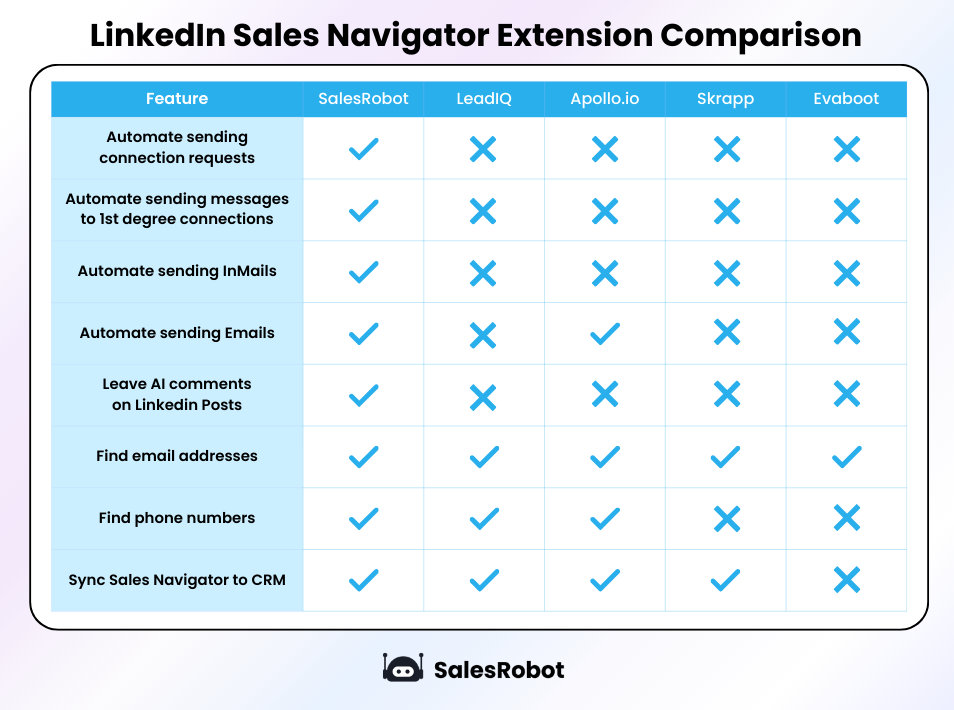 LinkedIn Sales Navigator Extension Comparison
Feature SalesRobot LeadIQ Apollo.io Skrapp Evaboot
Automate sending
connection requests
Automate sending messages
to 1st degree connections
Automate sending InMails
Automate sending Emails
Leave AI comments
on Linkedin Posts
Find email addresses
Find phone numbers
Sync Sales Navigator to CRM
SalesRobot